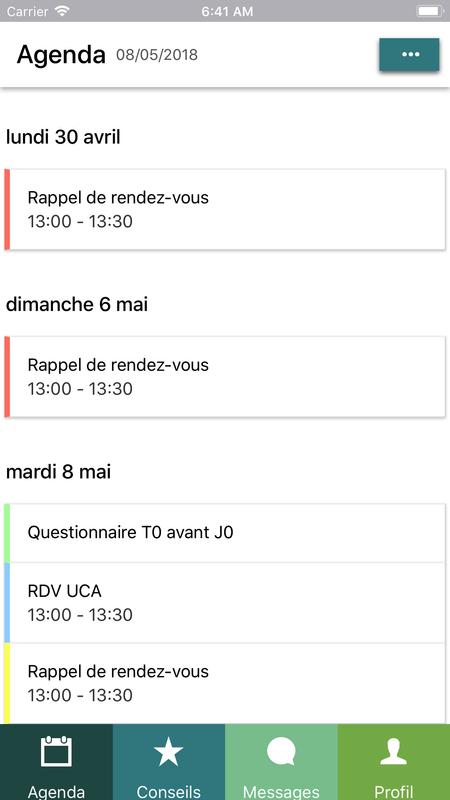 Carrier 6:41 AM
Agenda 08/05/2018 •••
lundi 30 avril
Rappel de rendez-vous
13:00 - 13:30
dimanche 6 mai
Rappel de rendez-vous
13:00 - 13:30
mardi 8 mai
Questionnaire T0 avant J0
RDV UCA
13:00 - 13:30
Rappel de rendez-vous
13:00 - 13:30
Agenda Conseils Messages Profil